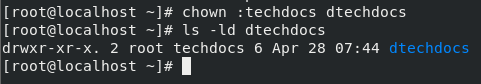 [root@localhost ~]# chown :techdocs dtechdocs
[root@localhost ~]# ls -ld dtechdocs
drwxr-xr-x. 2 root techdocs 6 Apr 28 07:44 dtechdocs
[root@localhost ~]#